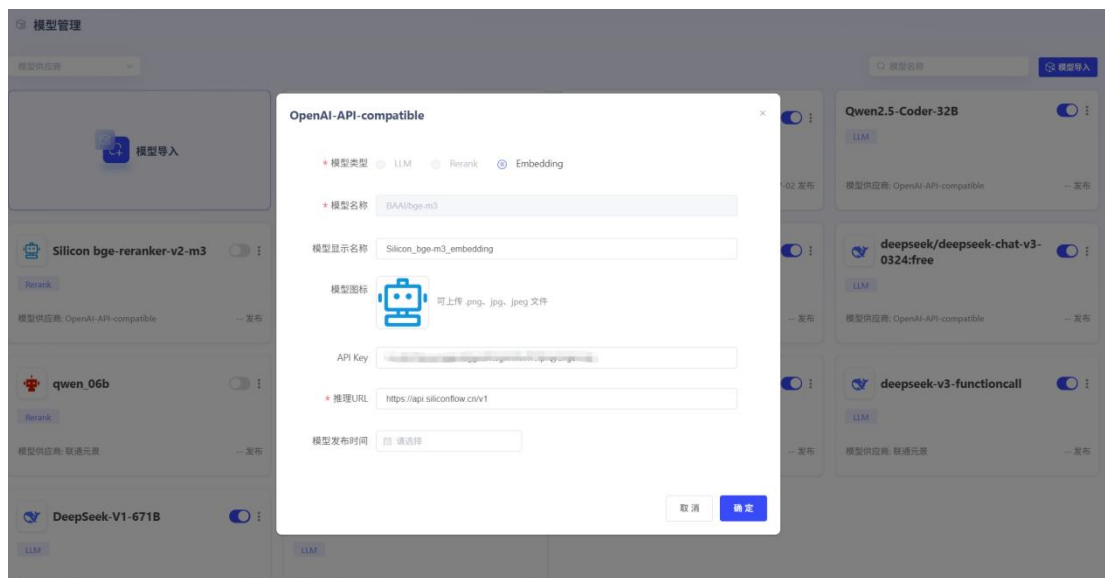 模型管理
模型供应商
模型名称
模型导入
模型导入
OpenAI-API-compatible
* 模型类型 LLM Rerank Embedding
* 模型名称 BAAI/bge-m3
模型显示名称 Silicon_bge-m3_embedding
模型图标
可上传 .png、jpg、jpeg 文件
API Key
* 推理URL https://api.siliconflow.cn/v1
模型发布时间 请选择
取消 确定
-02 发布
Qwen2.5-Coder-32B
LLM
模型供应商: OpenAI-API-compatible -- 发布
Silicon bge-reranker-v2-m3
Rerank
模型供应商: OpenAI-API-compatible -- 发布
-- 发布
deepseek/deepseek-chat-v3-
0324:free
LLM
模型供应商: OpenAI-API-compatible -- 发布
qwen_06b
Rerank
模型供应商: 联通元景 -- 发布
-- 发布
deepseek-v3-functioncall
LLM
模型供应商: 联通元景 -- 发布
DeepSeek-V1-671B
LLM
LLM